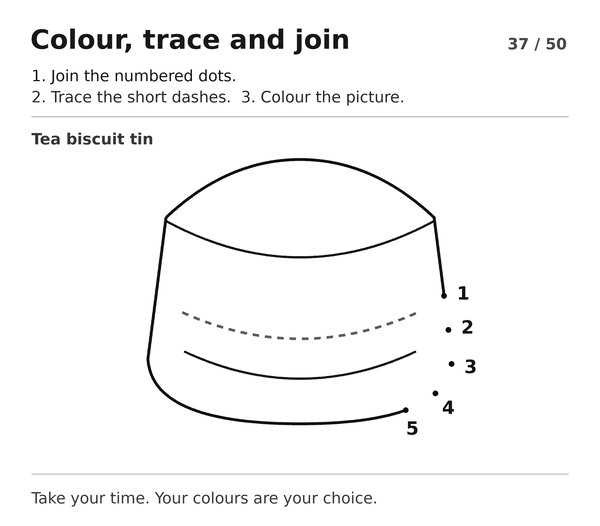 Colour, trace and join
37 / 50
1. Join the numbered dots.
2. Trace the short dashes.  3. Colour the picture.
Tea biscuit tin
1
2
3
4
5
Take your time. Your colours are your choice.